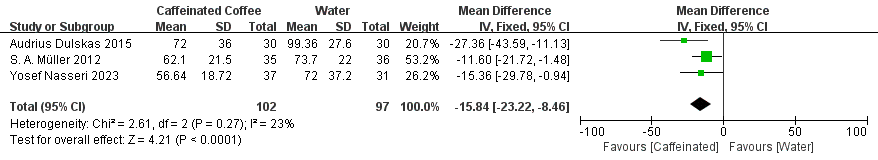 Caffeinated Coffee Water Mean Difference Mean Difference
Study or Subgroup Mean SD Total Mean SD Total Weight IV, Fixed, 95% CI IV, Fixed, 95% CI
Audrius Dulskas 2015 72 36 30 99.36 27.6 30 20.7% -27.36 [-43.59, -11.13]
S. A. Müller 2012 62.1 21.5 35 73.7 22 36 53.2% -11.60 [-21.72, -1.48]
Yosef Nasseri 2023 56.64 18.72 37 72 37.2 31 26.2% -15.36 [-29.78, -0.94]
Total (95% CI) 102 97 100.0% -15.84 [-23.22, -8.46]
Heterogeneity: Chi² = 2.61, df = 2 (P = 0.27); I² = 23%
Test for overall effect: Z = 4.21 (P < 0.0001)
-100 -50 0 50 100
Favours [Caffeinated] Favours [Water]